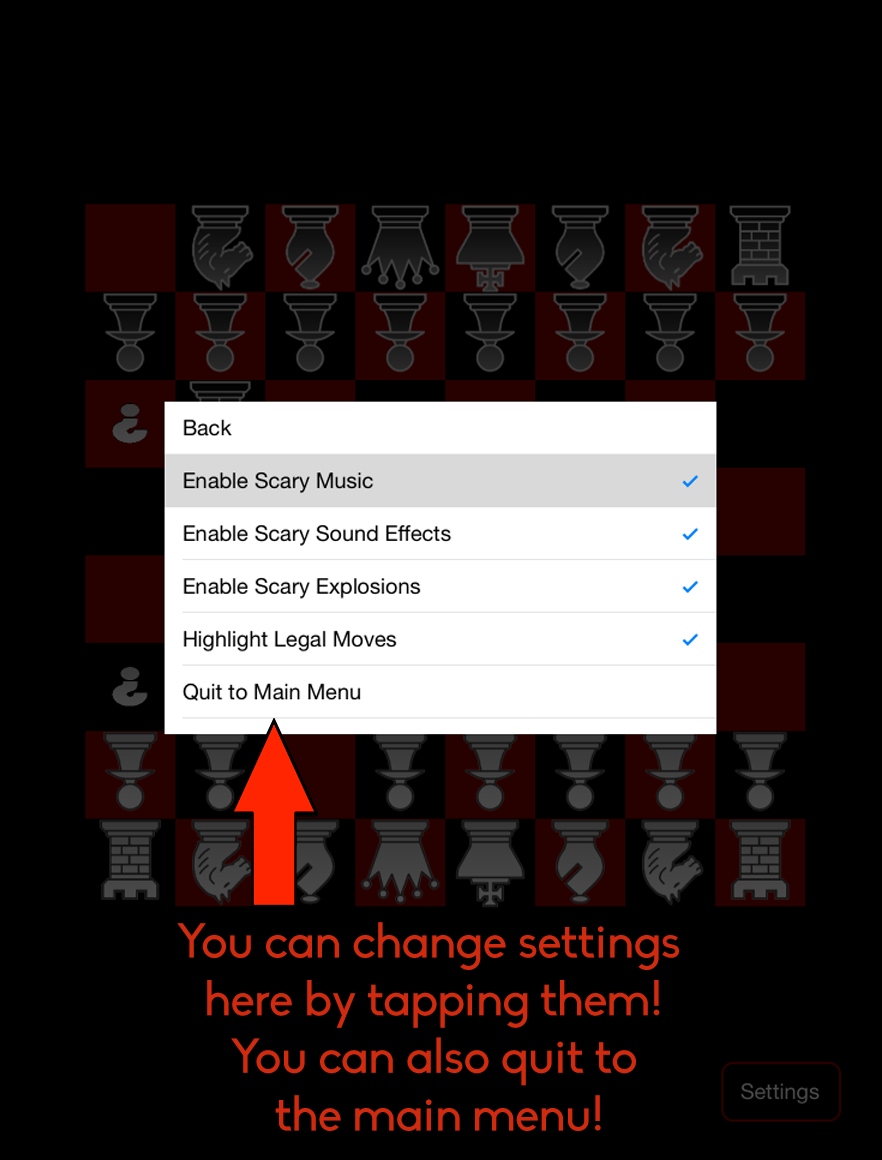 Back
Enable Scary Music
Enable Scary Sound Effects
Enable Scary Explosions
Highlight Legal Moves
Quit to Main Menu
You can change settings
here by tapping them!
You can also quit to
the main menu!
Settings